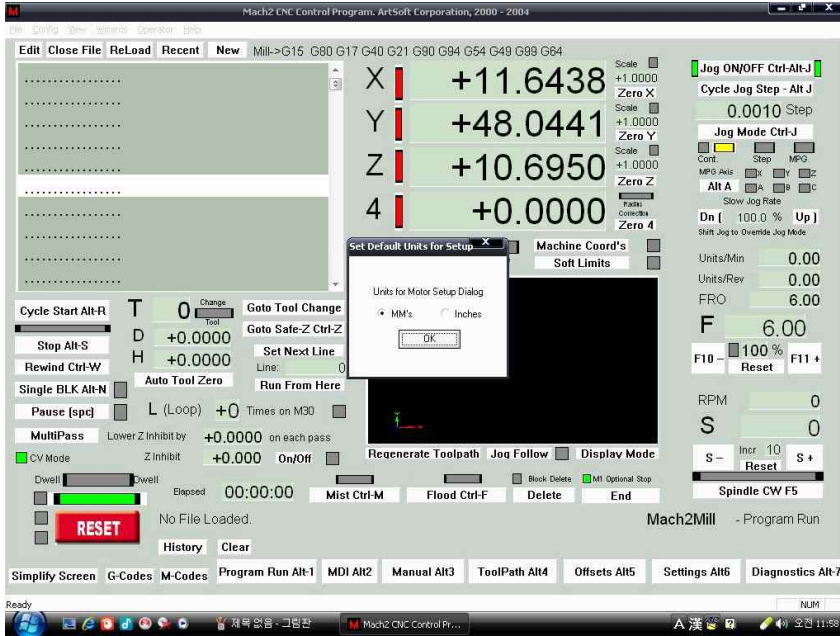 Mach2 CNC Control Program. ArtSoft Corporation, 2000 - 2004
File Config View Wizards Operator Help
Edit Close File ReLoad Recent New Mill->G15 G80 G17 G40 G21 G90 G94 G54 G49 G99 G64
X +11.6438 Scale +1.0000 Zero X
Y +48.0441 Scale +1.0000 Zero Y
Z +10.6950 Scale +1.0000 Zero Z
4 +0.0000 Radius Correction Zero 4
Machine Coord's
Soft Limits
Jog ON/OFF Ctrl-Alt-J
Cycle Jog Step - Alt J
0.0010 Step
Jog Mode Ctrl-J
Cont. Step MPG
MPG Axis X Y Z
Alt A A B C
Slow Jog Rate
Dn ( 100.0 % Up )
Shift Jog to Override Jog Mode
Units/Min 0.00
Units/Rev 0.00
FRO 6.00
F 6.00
F10 - 100 % Reset F11 +
RPM 0
S 0
S - Incr 10 Reset S +
Spindle CW F5
Set Default Units for Setup X
Units for Motor Setup Dialog
MM's Inches
OK
Cycle Start Alt-R
Stop Alt-S
Rewind Ctrl-W
Single BLK Alt-N
Pause (spc)
MultiPass
CV Mode
T 0 Change Tool
D +0.0000
H +0.0000
Auto Tool Zero
Goto Tool Change
Goto Safe-Z Ctrl-Z
Set Next Line
Line: 0
Run From Here
L (Loop) +0 Times on M30
Lower Z Inhibit by +0.0000 on each pass
Z Inhibit +0.000 On/Off
Regenerate Toolpath Jog Follow Display Mode
Dwell Dwell
Elapsed 00:00:00
Mist Ctrl-M Flood Ctrl-F
Block Delete M1 Optional Stop
Delete End
RESET
No File Loaded.
Mach2Mill - Program Run
History Clear
Simplify Screen G-Codes M-Codes Program Run Alt-1 MDI Alt2 Manual Alt3 ToolPath Alt4 Offsets Alt5 Settings Alt6 Diagnostics Alt-7
Ready NUM
제목 없음 - 그림판 Mach2 CNC Control Pr... A 漢 오전 11:59